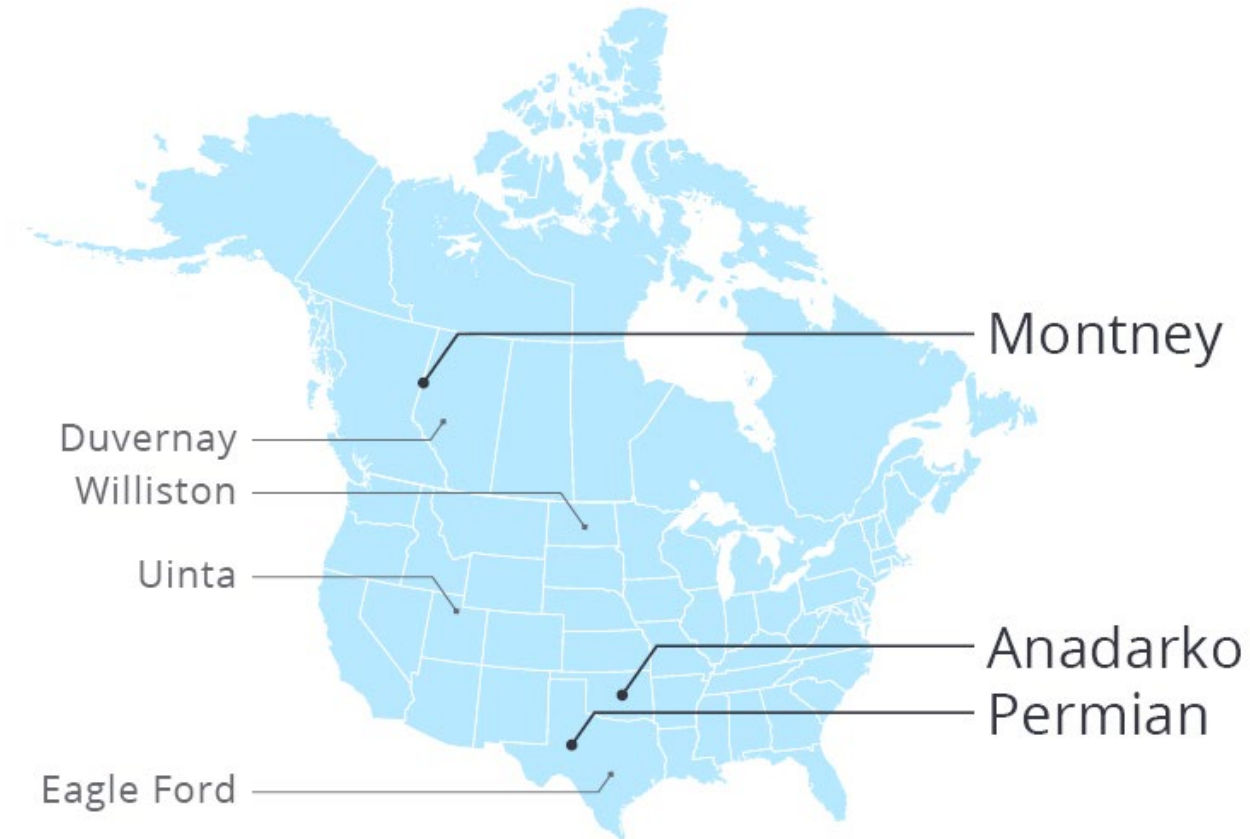 Montney
Duvernay
Williston
Uinta
Anadarko
Permian
Eagle Ford